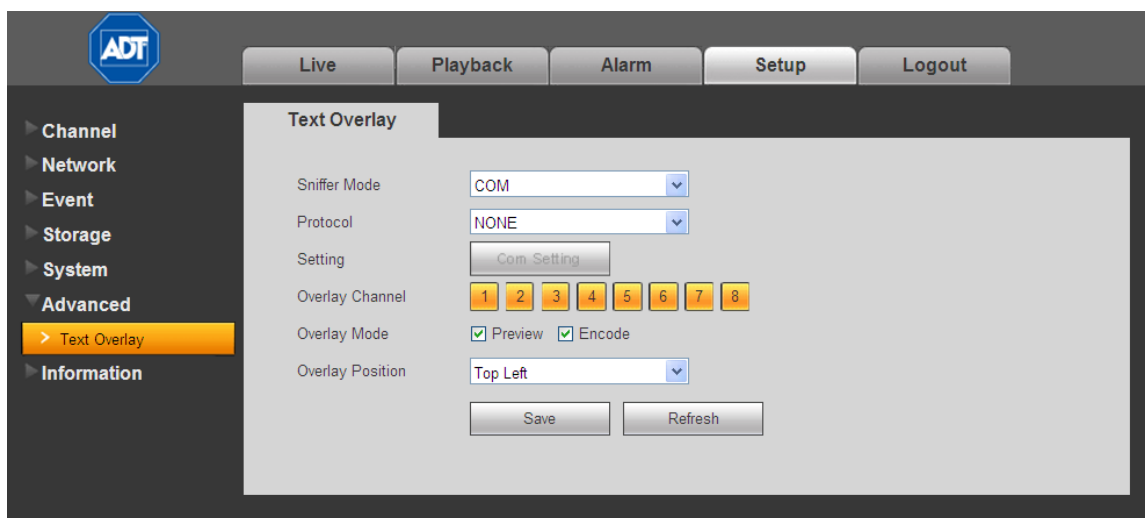 ADT
Live Playback Alarm Setup Logout
Channel
Network
Event
Storage
System
Advanced
> Text Overlay
Information
Text Overlay
Sniffer Mode COM
Protocol NONE
Setting Com Setting
Overlay Channel 1 2 3 4 5 6 7 8
Overlay Mode Preview Encode
Overlay Position Top Left
Save Refresh